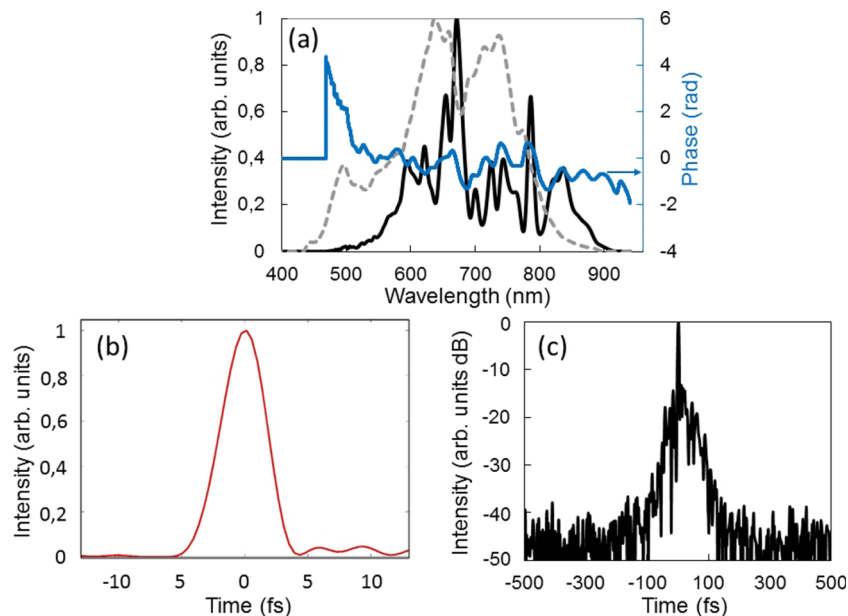 (a)
Intensity (arb. units)
1
0,8
0,6
0,4
0,2
0
6
4
2
0
-2
-4
Phase (rad)
400 500 600 700 800 900
Wavelength (nm)
(b)
Intensity (arb. units)
1
0,8
0,6
0,4
0,2
0
-10 5 0 5 10
Time (fs)
(c)
Intensity (arb. units dB)
0
-10
-20
-30
-40
-50
-500 -300 -100 100 300 500
Time (fs)